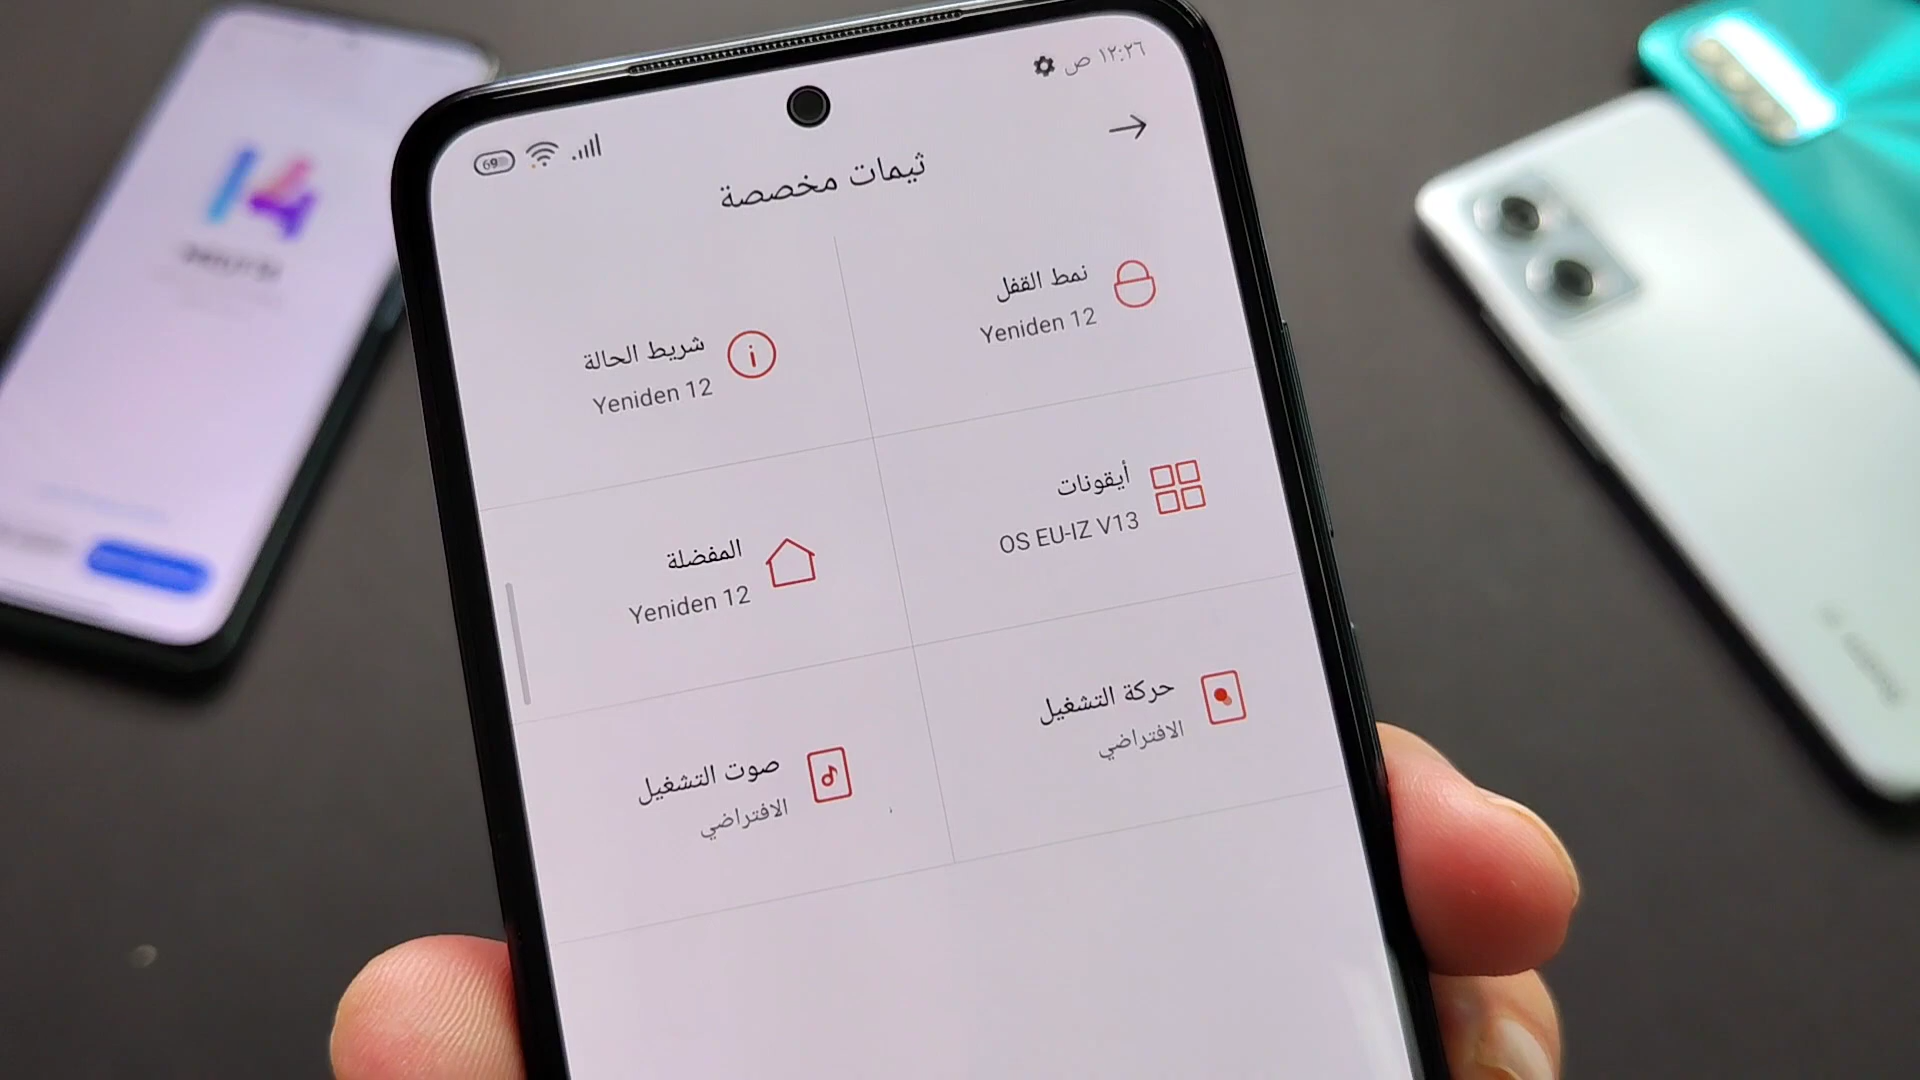 ١٢:٢٦ ص
69
ثيمات مخصصة
نمط القفل
Yeniden 12
شريط الحالة
Yeniden 12
أيقونات
OS EU-IZ V13
المفضلة
Yeniden 12
حركة التشغيل
الافتراضي
صوت التشغيل
الافتراضي
14